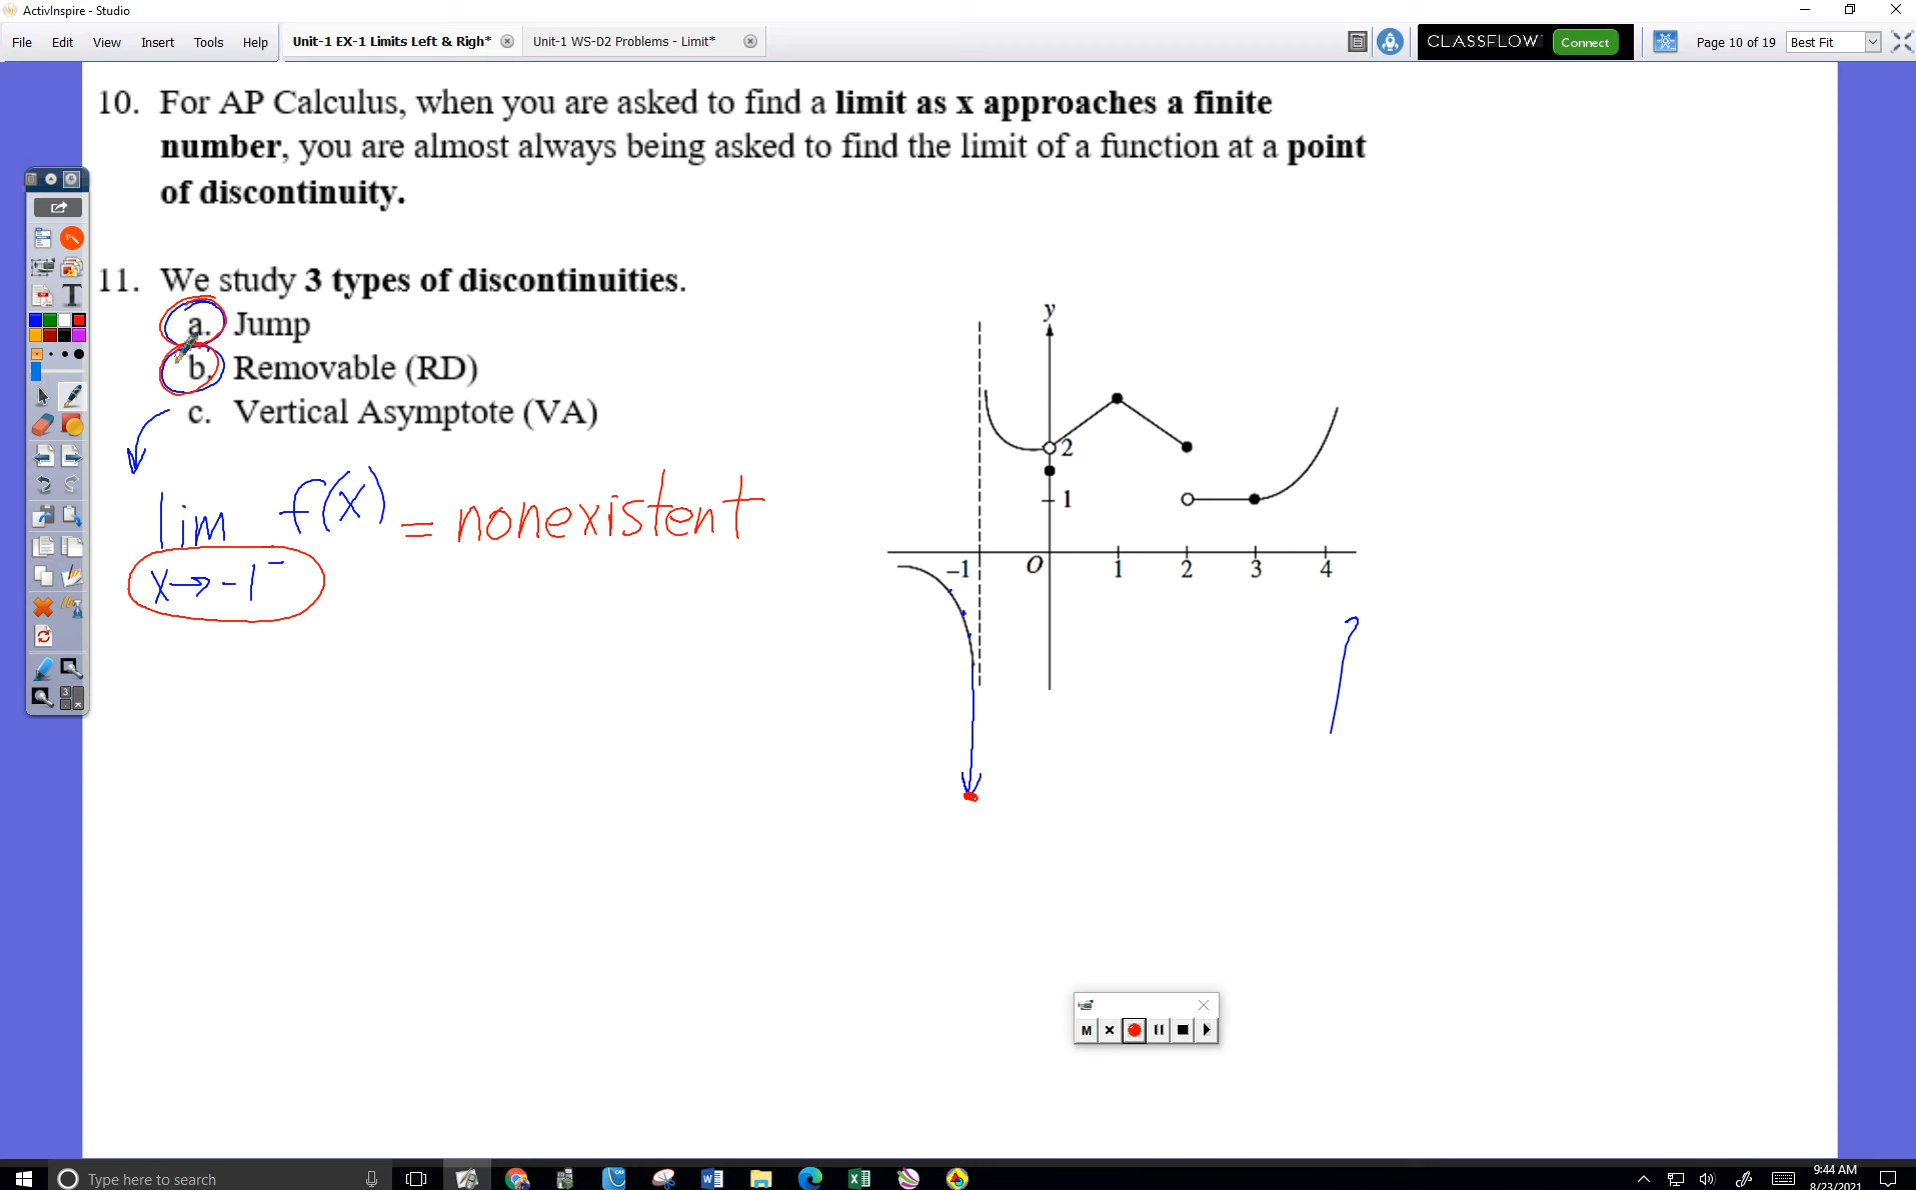 ActivInspire - Studio
File Edit View Insert Tools Help
Unit-1 EX-1 Limits Left & Righ*
Unit-1 WS-D2 Problems - Limit*
CLASSFLOW
Connect
Page 10 of 19
Best Fit
10. For AP Calculus, when you are asked to find a limit as x approaches a finite
number, you are almost always being asked to find the limit of a function at a point
of discontinuity.
11. We study 3 types of discontinuities.
a. Jump
b. Removable (RD)
c. Vertical Asymptote (VA)
lim f(x) = nonexistent
x→-1⁻
y
2
1
-1 O 1 2 3 4
T
3
M
Type here to search
9:44 AM
8/23/2021